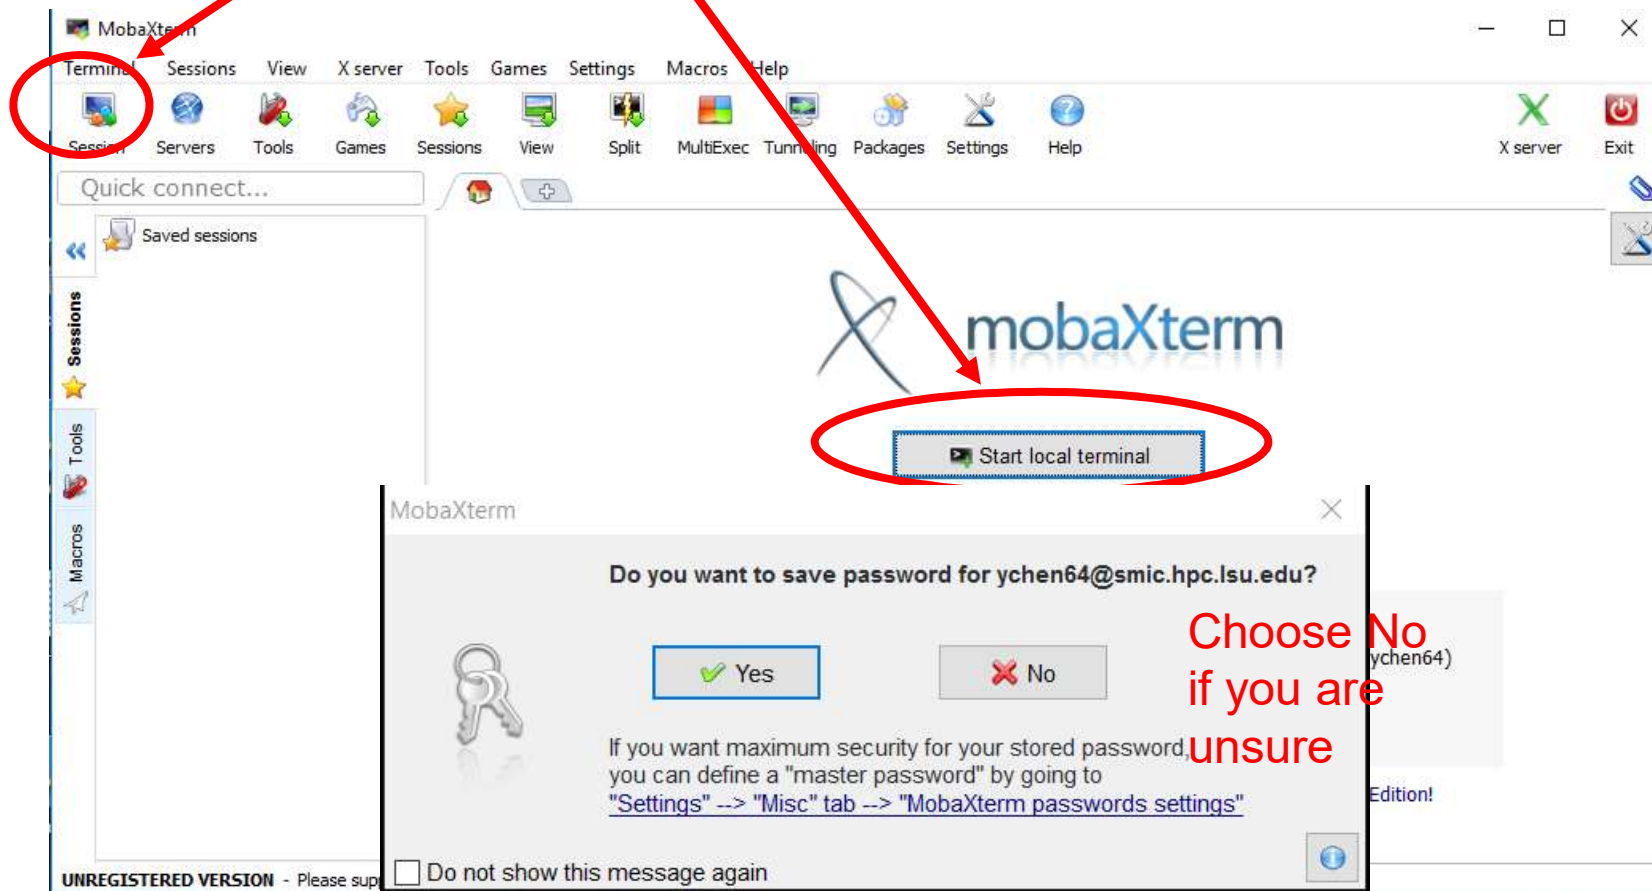 MobaXterm
Terminal Sessions View X server Tools Games Settings Macros Help
Session Servers Tools Games Sessions View Split MultiExec Tunneling Packages Settings Help X server Exit
Quick connect...
Saved sessions
Sessions
Tools
Macros
mobaXterm
Start local terminal
MobaXterm
Do you want to save password for ychen64@smic.hpc.lsu.edu?
Yes
No
Choose No
if you are
unsure
ychen64)
If you want maximum security for your stored password,
you can define a "master password" by going to
"Settings" --> "Misc" tab --> "MobaXterm passwords settings"
Edition!
Do not show this message again
UNREGISTERED VERSION - Please sup